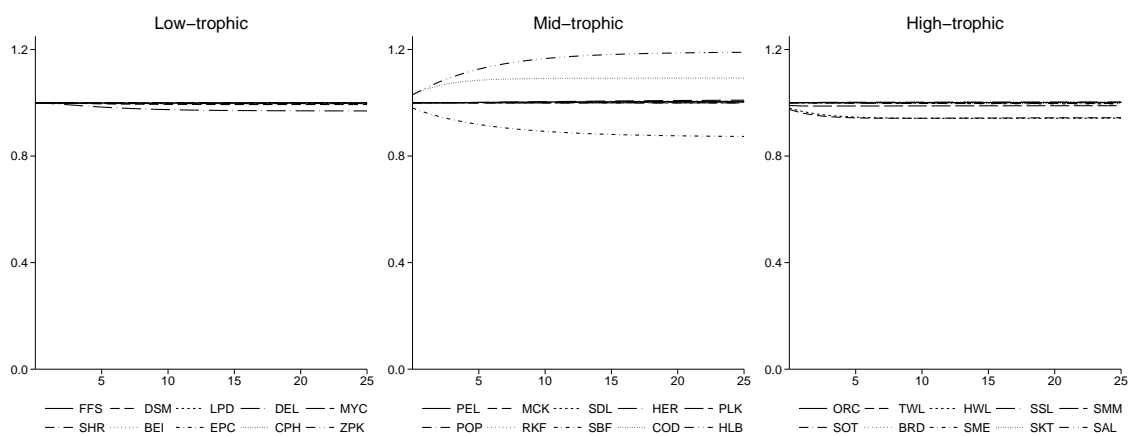 Low−trophic
Mid−trophic
High−trophic
1.2
0.8
0.4
0.0
5 10 15 20 25
1.2
0.8
0.4
0.0
5 10 15 20 25
1.2
0.8
0.4
0.0
5 10 15 20 25
FFS DSM LPD DEL MYC
SHR BEI EPC CPH ZPK
PEL MCK SDL HER PLK
POP RKF SBF COD HLB
ORC TWL HWL SSL SMM
SOT BRD SME SKT SAL